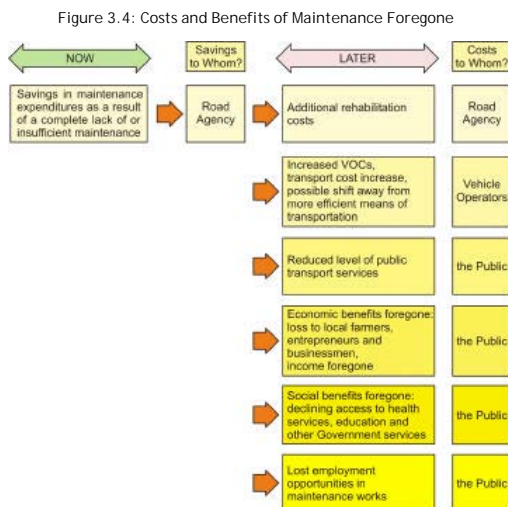 Figure 3.4: Costs and Benefits of Maintenance Foregone
NOW
Savings
to Whom?
LATER
Costs
to Whom?
Savings in maintenance
expenditures as a result
of a complete lack of or
insufficient maintenance
Road
Agency
Additional rehabilitation
costs
Road
Agency
Increased VOCs,
transport cost increase,
possible shift away from
more efficient means of
transportation
Vehicle
Operators
Reduced level of public
transport services
the Public
Economic benefits foregone:
loss to local farmers,
entrepreneurs and
businessmen,
income foregone
the Public
Social benefits foregone:
declining access to health
services, education and
other Government services
the Public
Lost employment
opportunities in
maintenance works
the Public